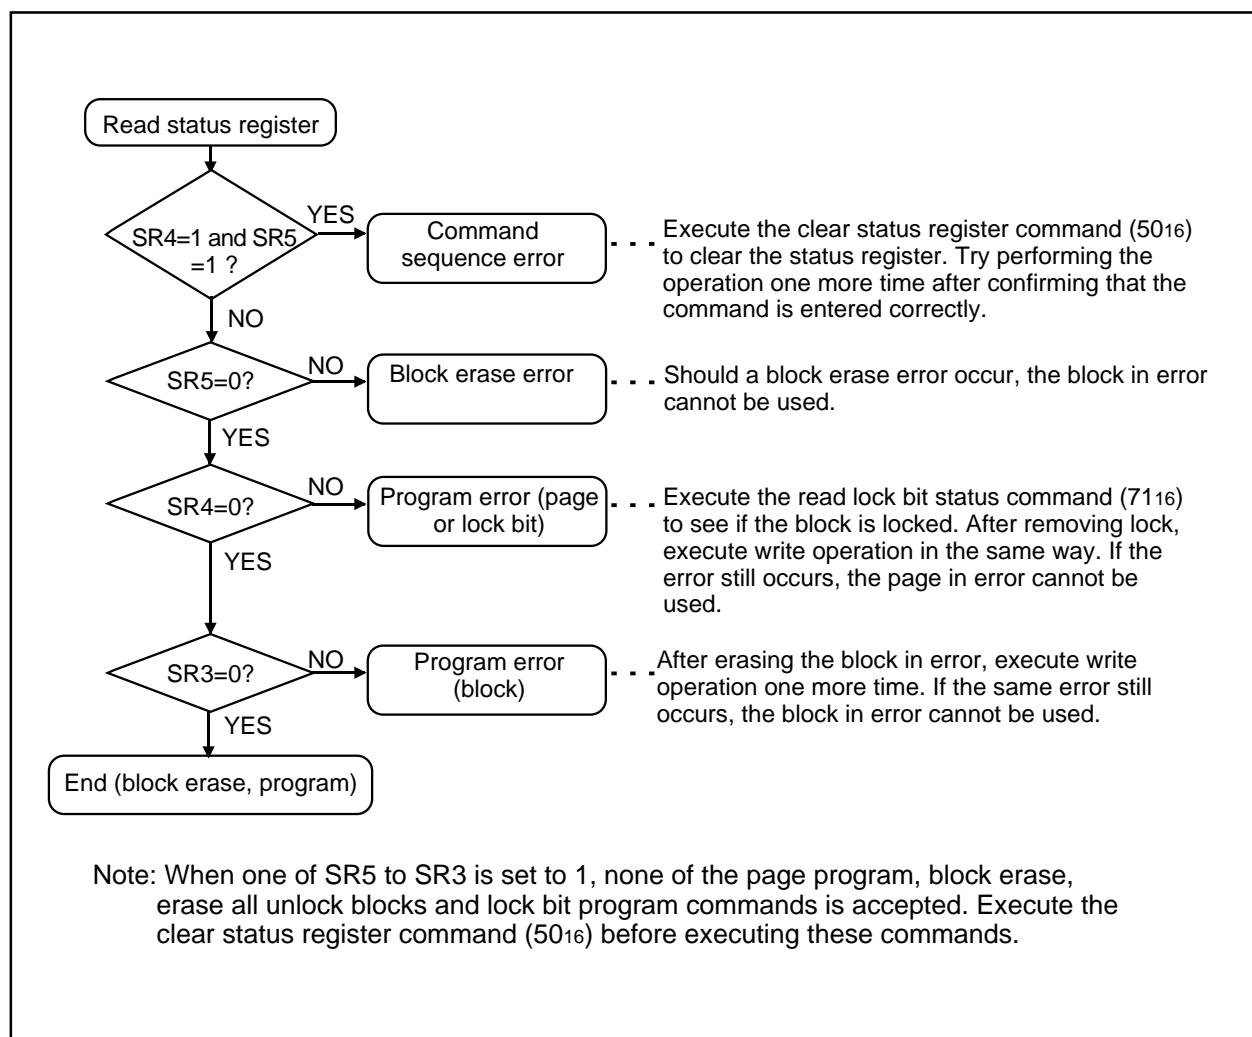 Read status register
SR4=1 and SR5
=1 ?
YES
Command
sequence error
Execute the clear status register command (5016)
to clear the status register. Try performing the
operation one more time after confirming that the
command is entered correctly.
NO
SR5=0?
NO
Block erase error
Should a block erase error occur, the block in error
cannot be used.
YES
SR4=0?
NO
Program error (page
or lock bit)
Execute the read lock bit status command (7116)
to see if the block is locked. After removing lock,
execute write operation in the same way. If the
error still occurs, the page in error cannot be
used.
YES
SR3=0?
NO
Program error
(block)
After erasing the block in error, execute write
operation one more time. If the same error still
occurs, the block in error cannot be used.
YES
End (block erase, program)
Note: When one of SR5 to SR3 is set to 1, none of the page program, block erase,
erase all unlock blocks and lock bit program commands is accepted. Execute the
clear status register command (5016) before executing these commands.